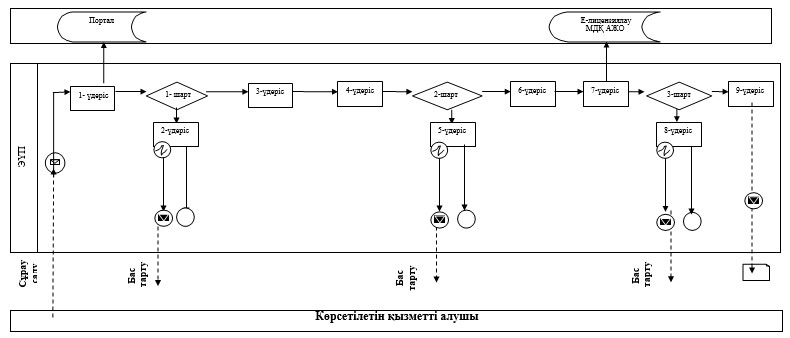 Портал
Е-лицензиялау
МДҚ АЖО
ЭҮП
1- үдеріс
1- шарт
3-үдеріс
4-үдеріс
2-шарт
6-үдеріс
7-үдеріс
3-шарт
9-үдеріс
2-үдеріс
5-үдеріс
8-үдеріс
Сұрау
салу
Бас
тарту
Бас
тарту
Бас
тарту
Көрсетілетін қызметті алушы